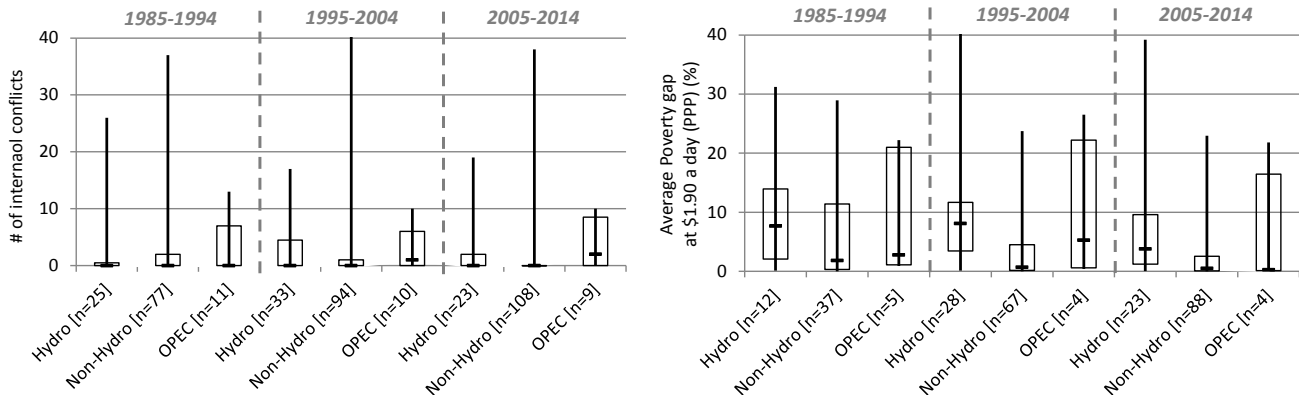 1985-1994 1995-2004 2005-2014
# of internaol conflicts
40
30
20
10
0
Hydro [n=25]
Non-Hydro [n=77]
OPEC [n=11]
Hydro [n=33]
Non-Hydro [n=94]
OPEC [n=10]
Hydro [n=23]
Non-Hydro [n=108]
OPEC [n=9]
1985-1994 1995-2004 2005-2014
Average Poverty gap
at $1.90 a day (PPP) (%)
40
30
20
10
0
Hydro [n=12]
Non-Hydro [n=37]
OPEC [n=5]
Hydro [n=28]
Non-Hydro [n=67]
OPEC [n=4]
Hydro [n=23]
Non-Hydro [n=88]
OPEC [n=4]